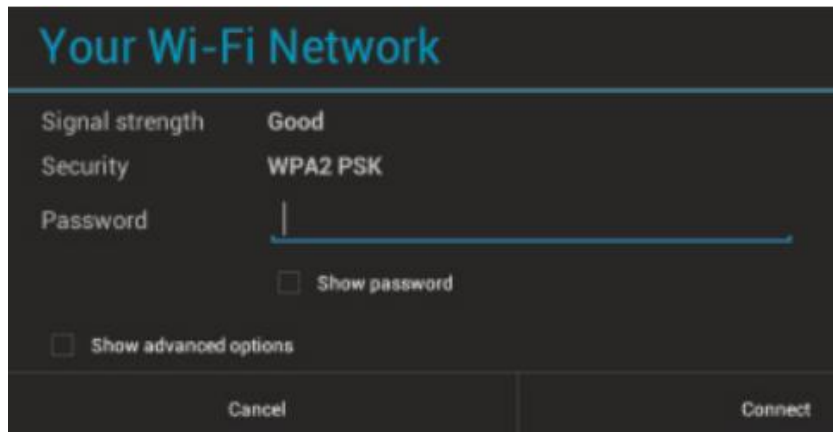 Your Wi-Fi Network
Signal strength Good
Security WPA2 PSK
Password
Show password
Show advanced options
Cancel Connect